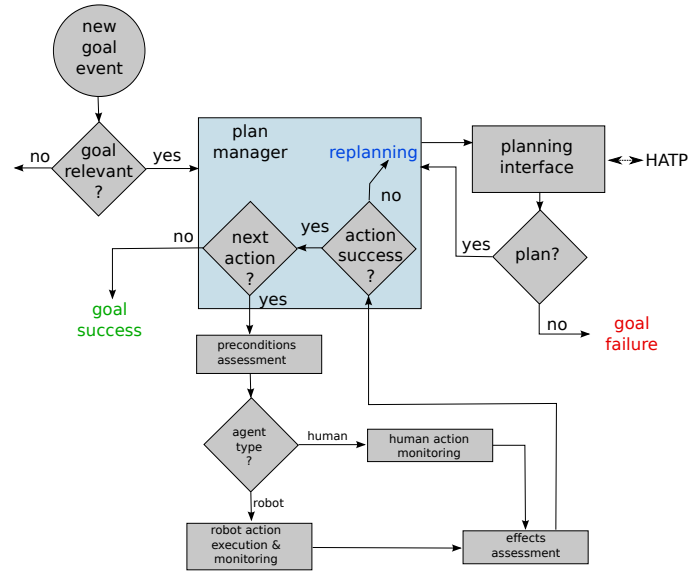 new
goal
event
goal
relevant
?
no
yes
plan
manager
replanning
no
action
success
?
yes
next
action
?
no
goal
success
yes
planning
interface
HATP
plan?
yes
no
goal
failure
preconditions
assessment
agent
type
?
human
human action
monitoring
robot
robot action
execution &
monitoring
effects
assessment